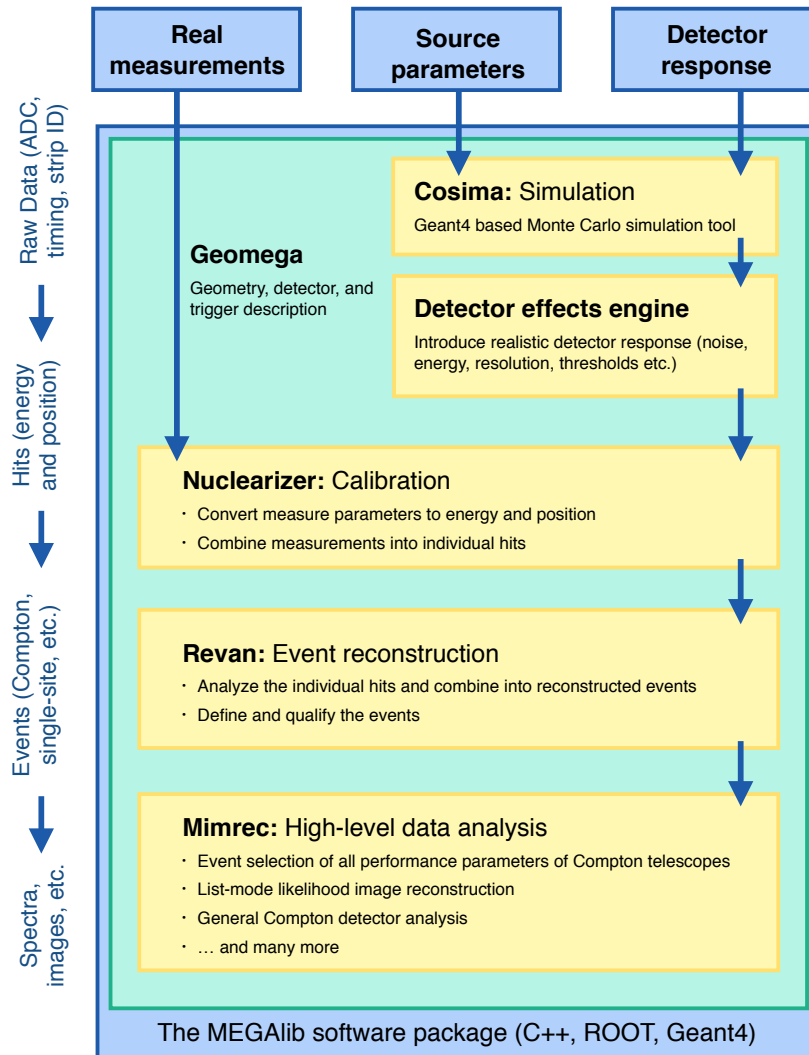 Real
measurements
Source
parameters
Detector
response
Raw Data (ADC,
timing, strip ID)
Hits (energy
and position)
Events (Compton,
single-site, etc.)
Spectra,
images, etc.
Geomega
Geometry, detector, and
trigger description
Cosima: Simulation
Geant4 based Monte Carlo simulation tool
Detector effects engine
Introduce realistic detector response (noise,
energy, resolution, thresholds etc.)
Nuclearizer: Calibration
· Convert measure parameters to energy and position
· Combine measurements into individual hits
Revan: Event reconstruction
· Analyze the individual hits and combine into reconstructed events
· Define and qualify the events
Mimrec: High-level data analysis
· Event selection of all performance parameters of Compton telescopes
· List-mode likelihood image reconstruction
· General Compton detector analysis
· … and many more
The MEGAlib software package (C++, ROOT, Geant4)